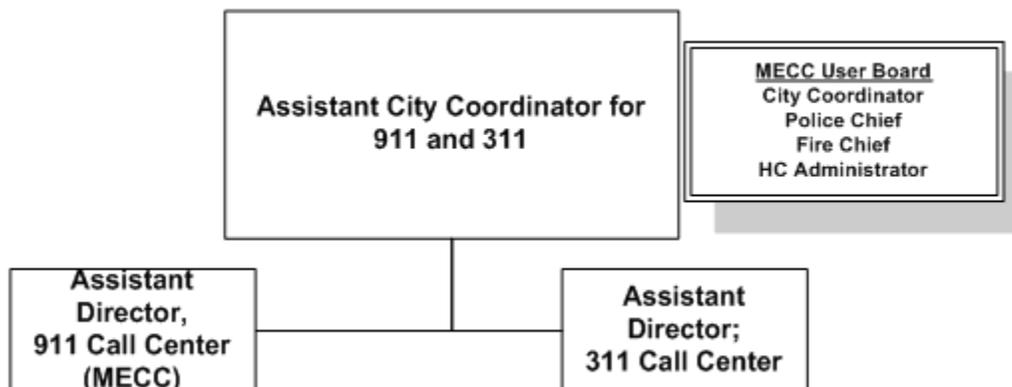 Assistant City Coordinator for
911 and 311
MECC User Board
City Coordinator
Police Chief
Fire Chief
HC Administrator
Assistant
Director,
911 Call Center
(MECC)
Assistant
Director;
311 Call Center